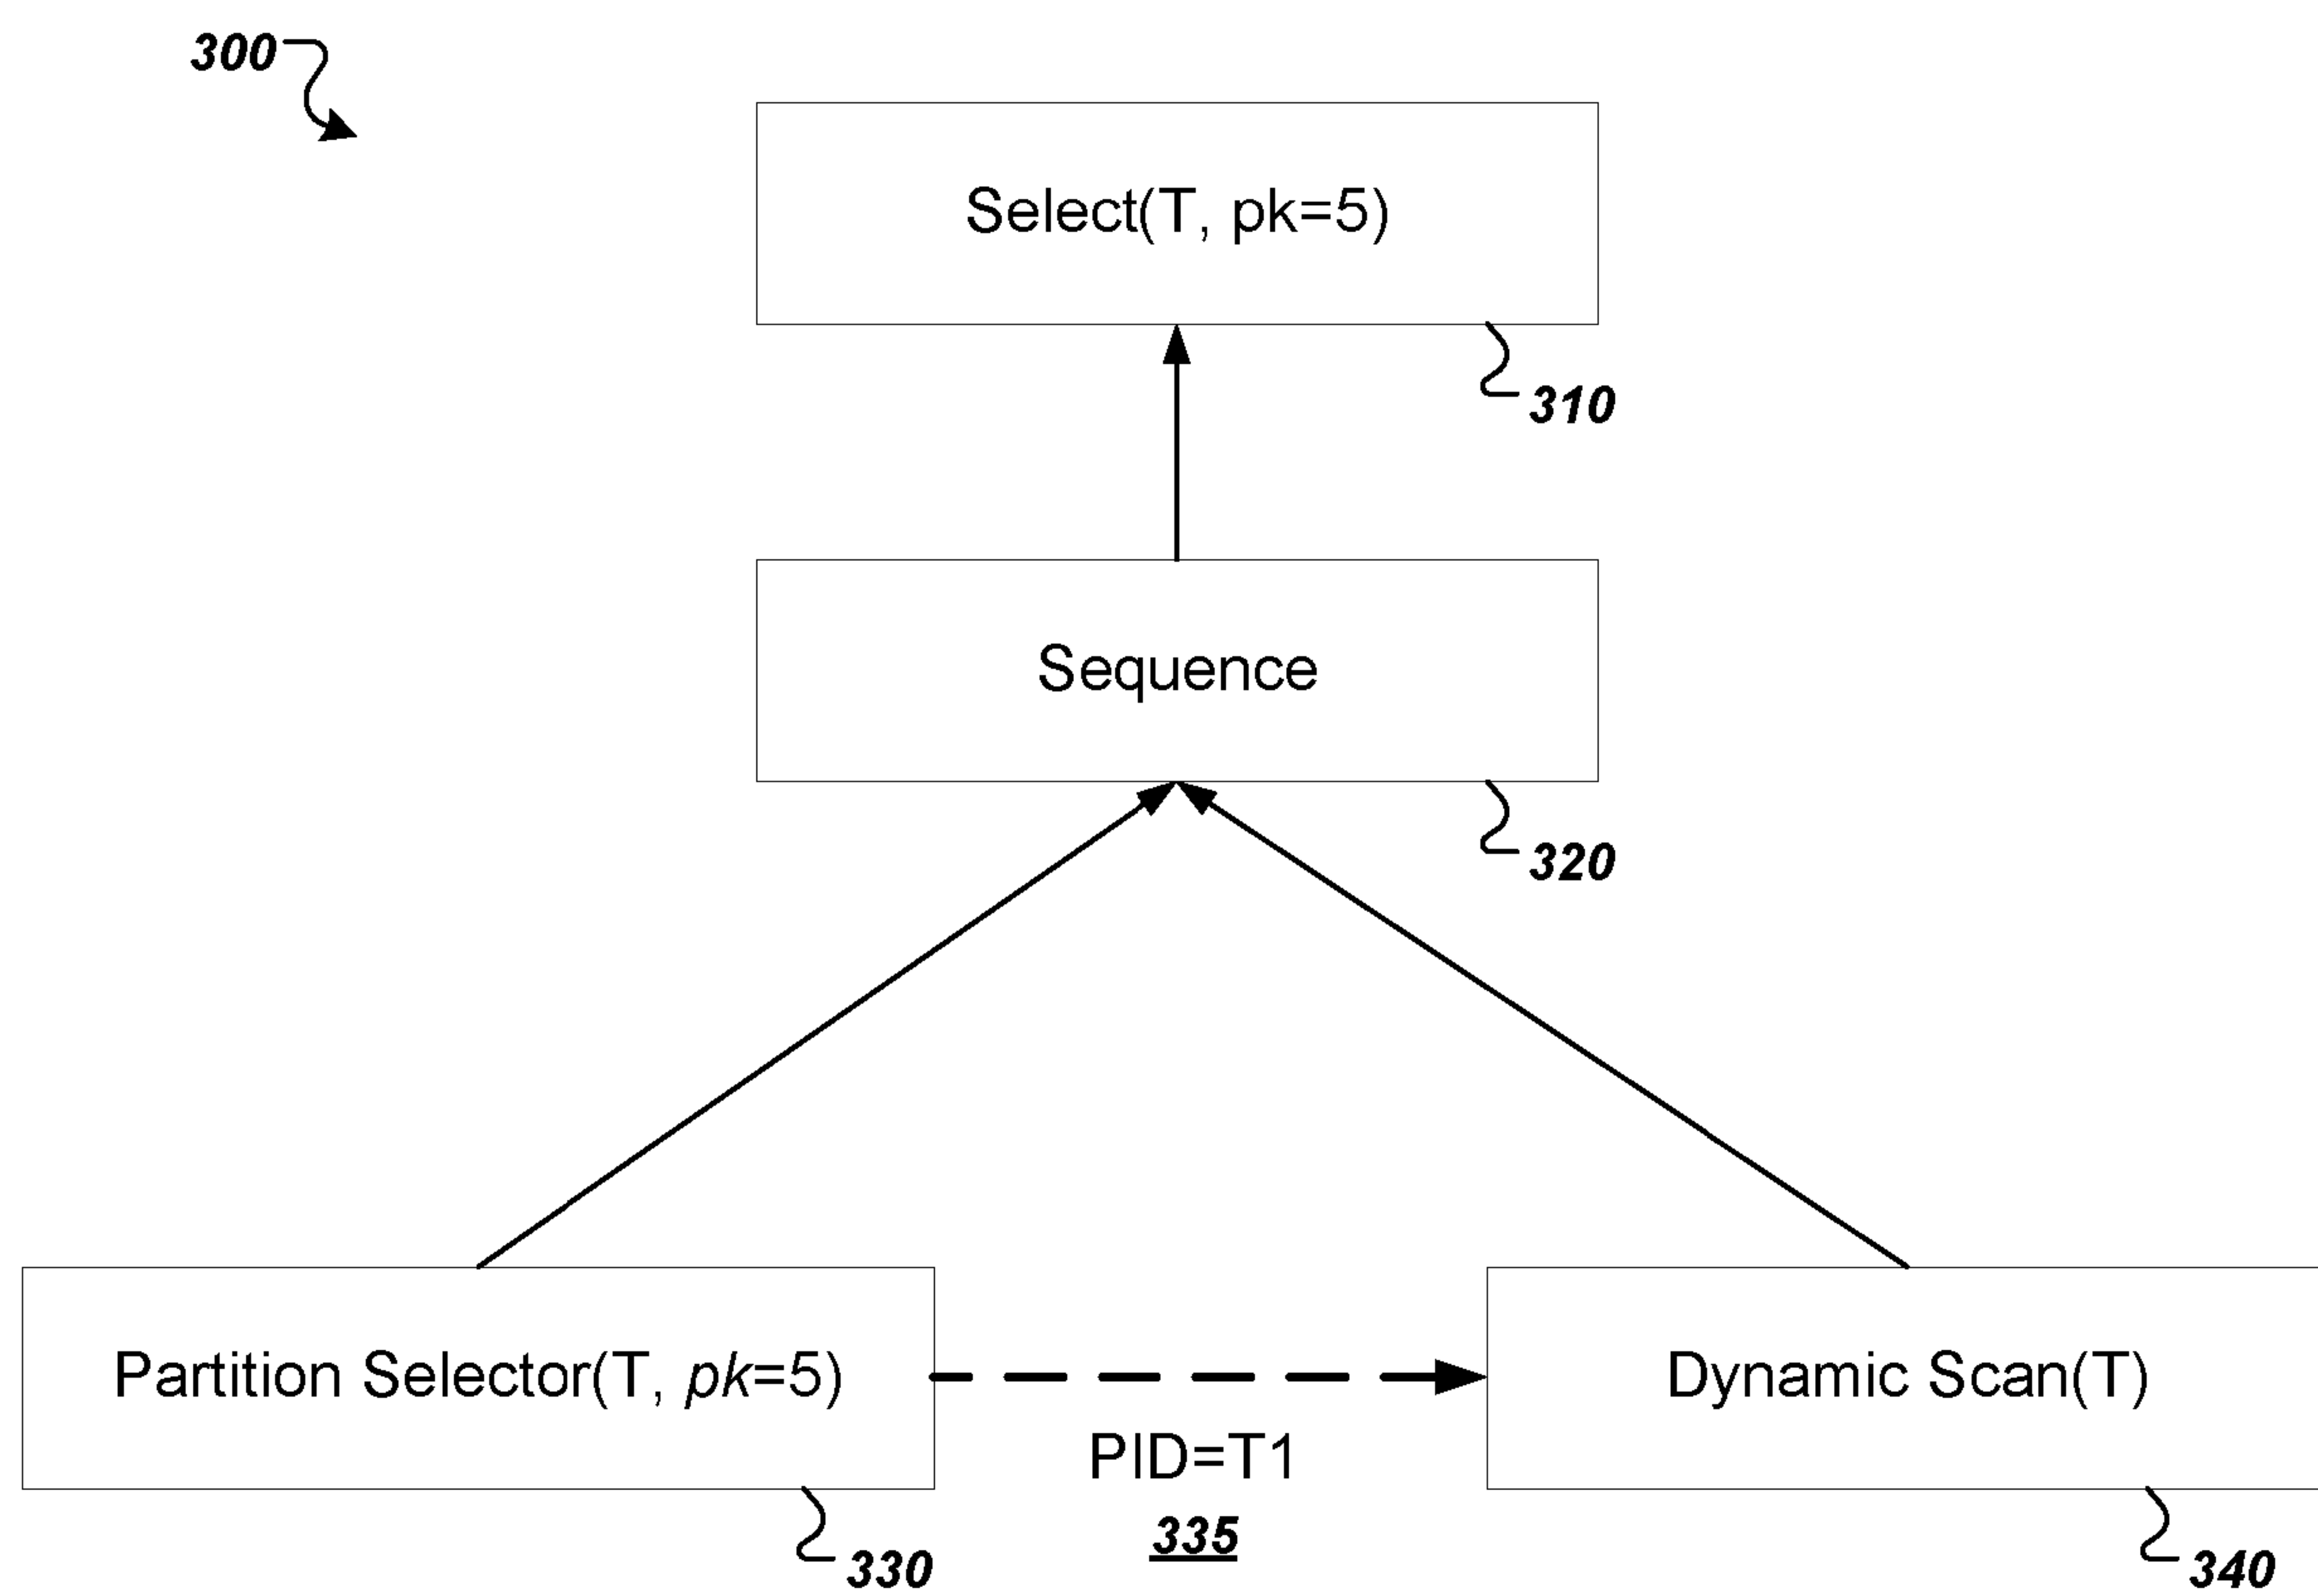 300
Select(T, pk=5)
310
Sequence
320
Partition Selector(T, pk=5)
Dynamic Scan(T)
PID=T1
335
330
340